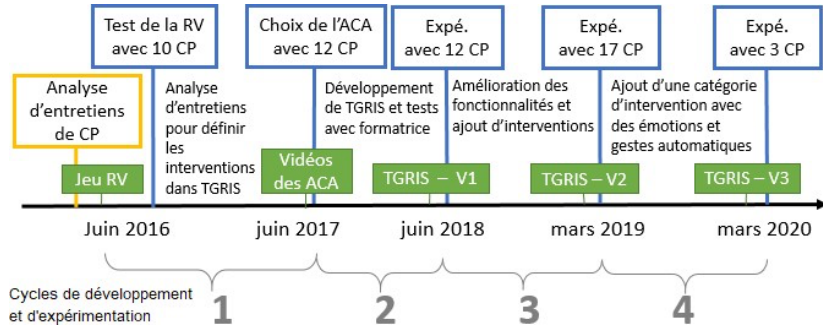 Test de la RV
avec 10 CP
Choix de l'ACA
avec 12 CP
Expé.
avec 12 CP
Expé.
avec 17 CP
Expé.
avec 3 CP
Analyse
d'entretiens
de CP
Analyse
d'entretiens
pour définir
les
interventions
dans TGRIS
Développement
de TGRIS et tests
avec formatrice
Amélioration des
fonctionnalités et
ajout d'interventions
Ajout d'une catégorie
d'intervention avec
des émotions et
gestes automatiques
Jeu RV
Vidéos
des ACA
TGRIS – V1
TGRIS – V2
TGRIS – V3
Juin 2016
juin 2017
juin 2018
mars 2019
mars 2020
Cycles de développement
et d'expérimentation
1
2
3
4